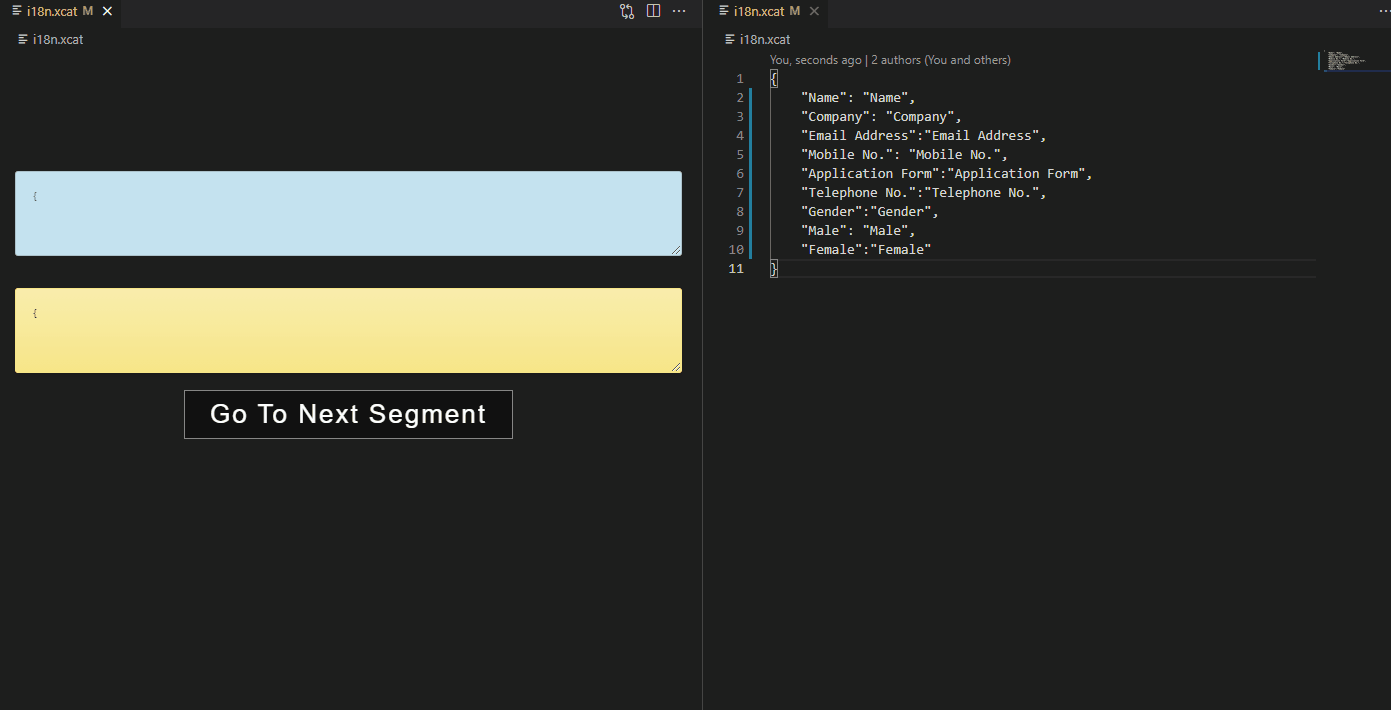 i18n.xcat M
i18n.xcat
{
{
Go To Next Segment
i18n.xcat M
i18n.xcat
You, seconds ago | 2 authors (You and others)
1 {
2 "Name": "Name",
3 "Company": "Company",
4 "Email Address":"Email Address",
5 "Mobile No.": "Mobile No.",
6 "Application Form":"Application Form",
7 "Telephone No.":"Telephone No.",
8 "Gender":"Gender",
9 "Male": "Male",
10 "Female":"Female"
11 }